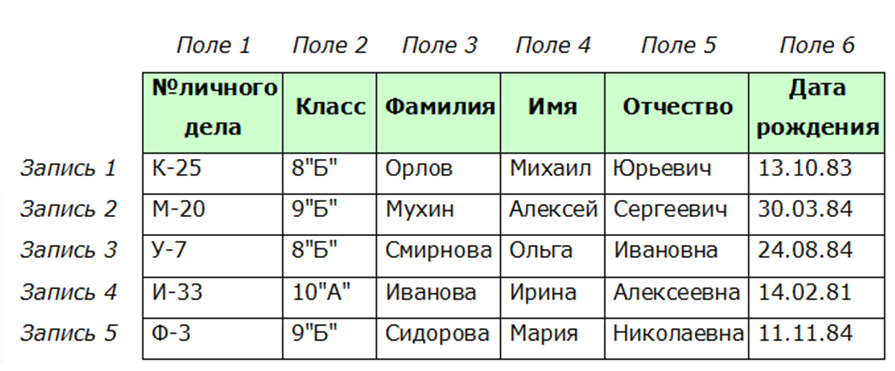 Поле 1 Поле 2 Поле 3 Поле 4 Поле 5 Поле 6
№личного дела Класс Фамилия Имя Отчество Дата рождения
Запись 1 К-25 8"Б" Орлов Михаил Юрьевич 13.10.83
Запись 2 М-20 9"Б" Мухин Алексей Сергеевич 30.03.84
Запись 3 У-7 8"Б" Смирнова Ольга Ивановна 24.08.84
Запись 4 И-33 10"А" Иванова Ирина Алексеевна 14.02.81
Запись 5 Ф-3 9"Б" Сидорова Мария Николаевна 11.11.84